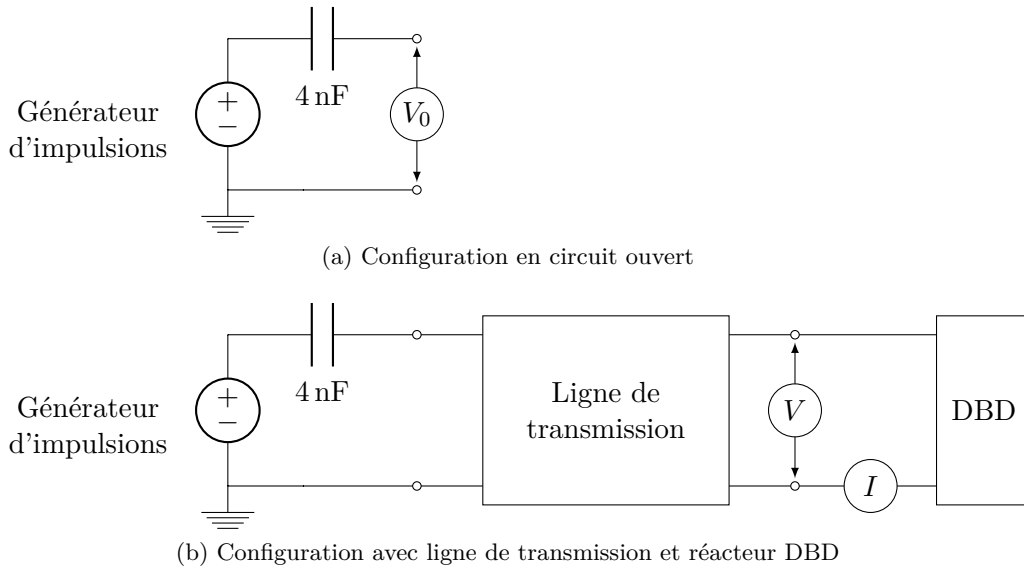 4 nF
Générateur
d'impulsions
+
−
V0
(a) Configuration en circuit ouvert
4 nF
Générateur
d'impulsions
+
−
Ligne de
transmission
V
I
DBD
(b) Configuration avec ligne de transmission et réacteur DBD